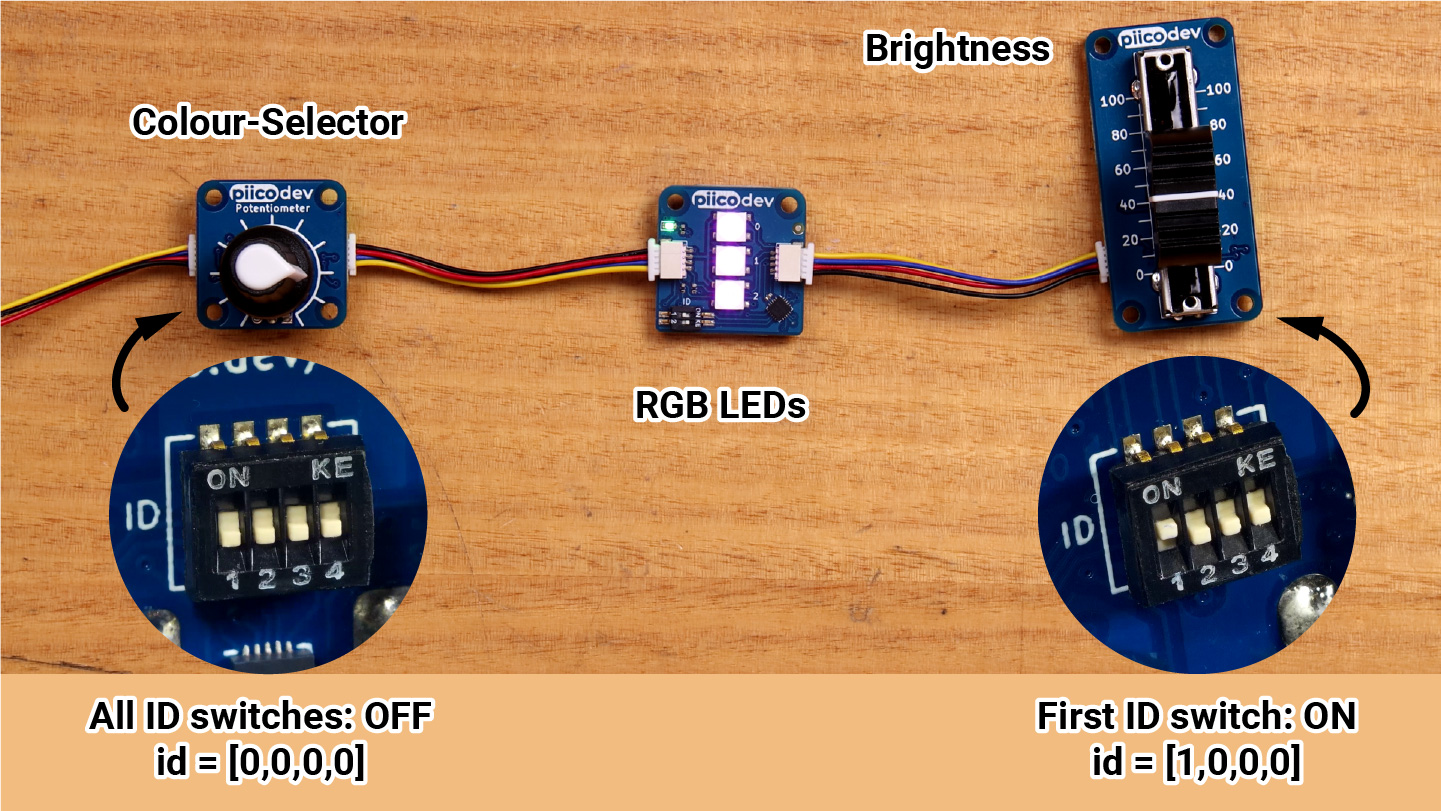 Brightness
piicodev
100
100
80
80
60
60
40
40
20
20
0
0
Colour-Selector
piicodev
Potentiometer
piicodev
0
1
2
ID
RGB LEDs
ID
ON KE
1 2 3 4
ID
ON KE
1 2 3 4
All ID switches: OFF
id = [0,0,0,0]
First ID switch: ON
id = [1,0,0,0]